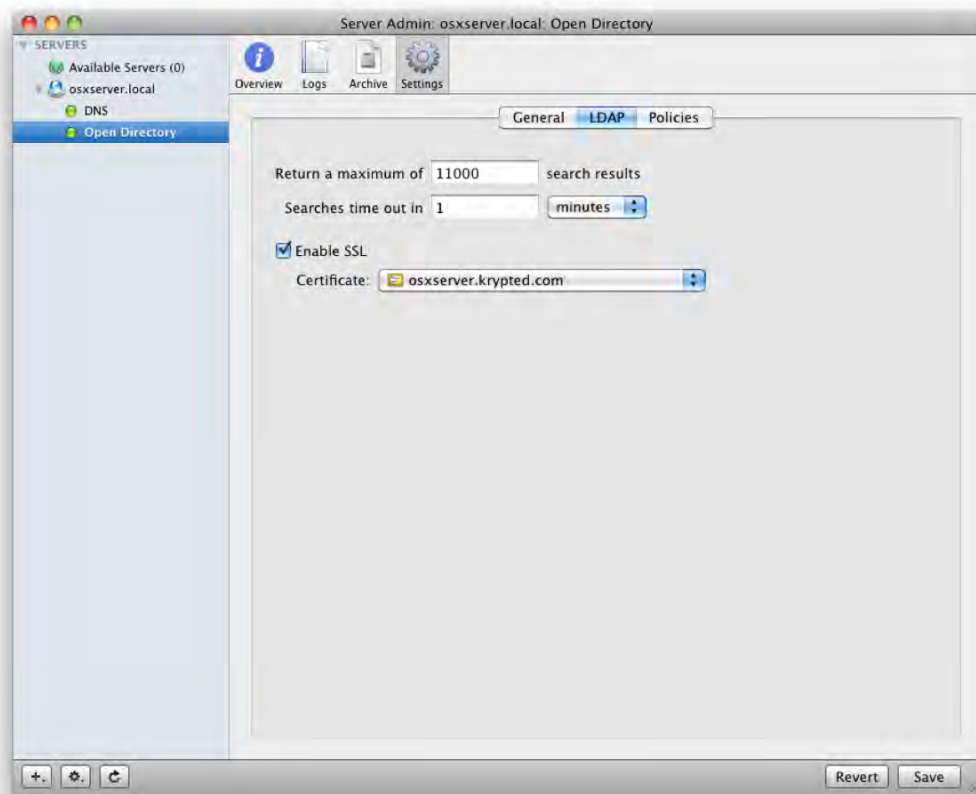 Server Admin: osxserver.local: Open Directory
SERVERS
Available Servers (0)
osxserver.local
DNS
Open Directory
Overview Logs Archive Settings
General LDAP Policies
Return a maximum of 11000 search results
Searches time out in 1 minutes
Enable SSL
Certificate: osxserver.krypted.com
Revert Save